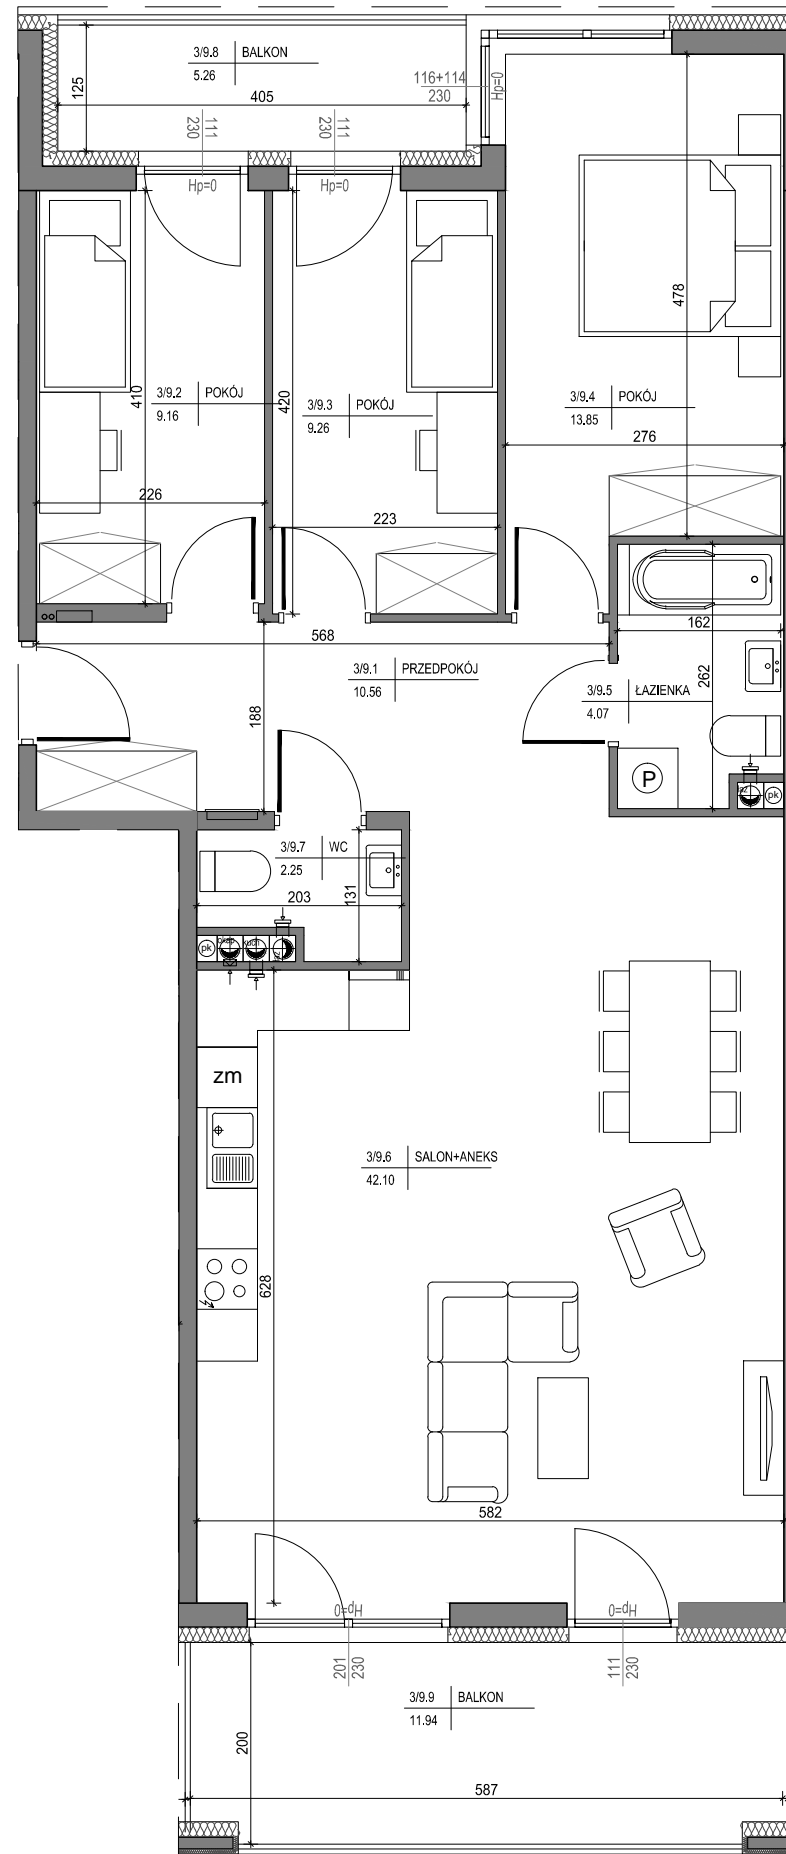 3/9.8 BALKON
5.26
125
405
116+114
230
Hp=0
111
230
111
230
Hp=0
Hp=0
478
410
3/9.2 POKÓJ
9.16
420
3/9.3 POKÓJ
9.26
3/9.4 POKÓJ
13.85
276
226
223
568
162
262
3/9.1 PRZEDPOKÓJ
10.56
3/9.5 ŁAZIENKA
4.07
188
P
pk
3/9.7 WC
2.25
203
131
pk
kuch
zm
3/9.6 SALON+ANEKS
42.10
628
582
Hp=0
Hp=0
201
230
111
230
3/9.9 BALKON
11.94
200
587